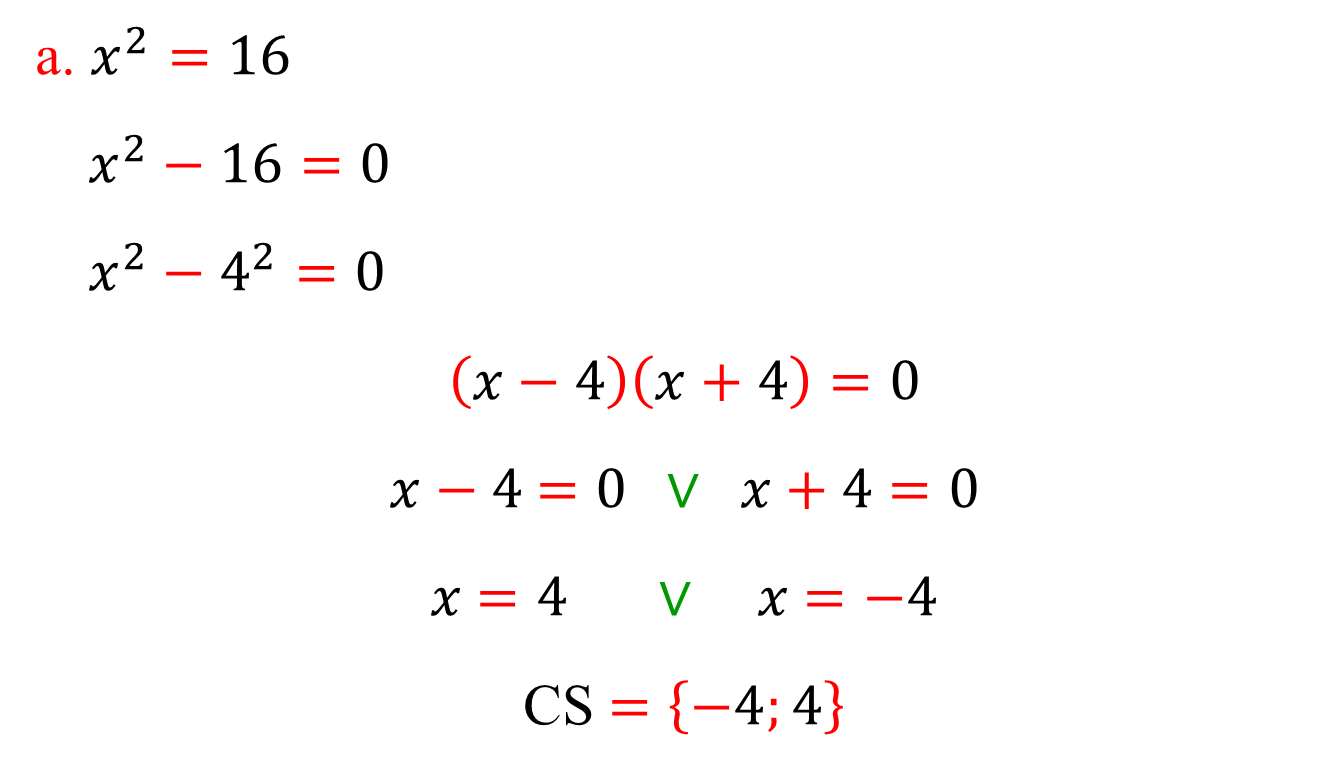 a. x² = 16
x² − 16 = 0
x² − 4² = 0
(x − 4)(x + 4) = 0
x − 4 = 0 ∨ x + 4 = 0
x = 4 ∨ x = −4
CS = {−4; 4}